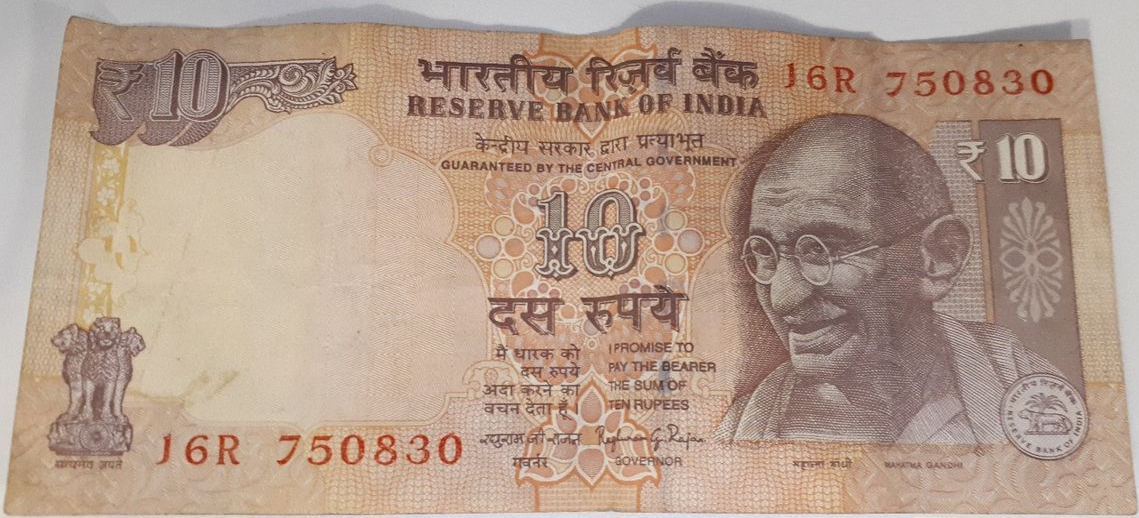 ₹10
भारतीय रिज़र्व बैंक
RESERVE BANK OF INDIA
16R 750830
केन्द्रीय सरकार द्वारा प्रत्याभूत
GUARANTEED BY THE CENTRAL GOVERNMENT
₹10
10
दस रुपये
मैं धारक को
दस रुपये
अदा करने का
वचन देता हूँ
I PROMISE TO
PAY THE BEARER
THE SUM OF
TEN RUPEES
रघुराम जी राजन
Raghuram G. Rajan
गवर्नर
GOVERNOR
16R 750830
सत्यमेव जयते
महात्मा गांधी
MAHATMA GANDHI
भारतीय रिज़र्व बैंक
RESERVE BANK OF INDIA